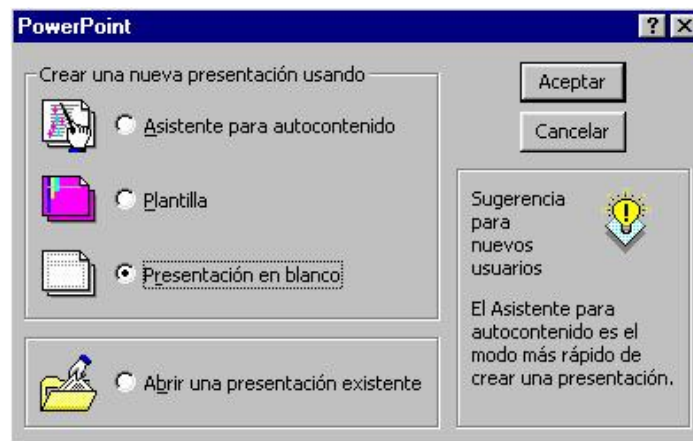 PowerPoint
Crear una nueva presentación usando
Asistente para autocontenido
Plantilla
Presentación en blanco
Abrir una presentación existente
Aceptar
Cancelar
Sugerencia
para
nuevos
usuarios
El Asistente para
autocontenido es el
modo más rápido de
crear una presentación.